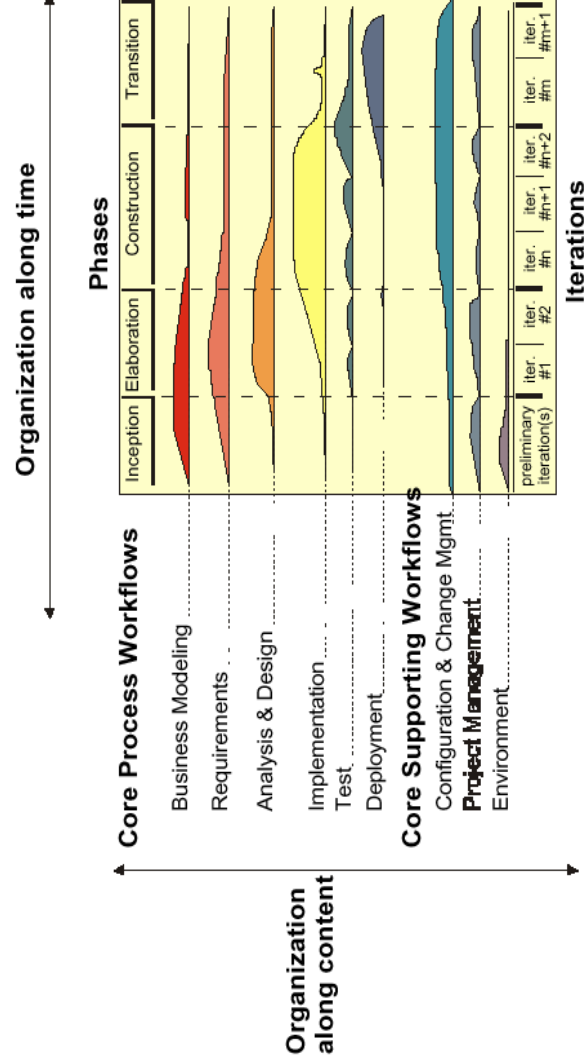 Organization along time
Phases
Core Process Workflows
Inception
Elaboration
Construction
Transition
Business Modeling
Requirements
Analysis & Design
Implementation
Test
Deployment
Core Supporting Workflows
Configuration & Change Mgmt
Project Management
Environment
preliminary
iteration(s)
iter.
#1
iter.
#2
iter.
#n
iter.
#n+1
iter.
#n+2
iter.
#m
iter.
#m+1
Iterations
Organization
along content